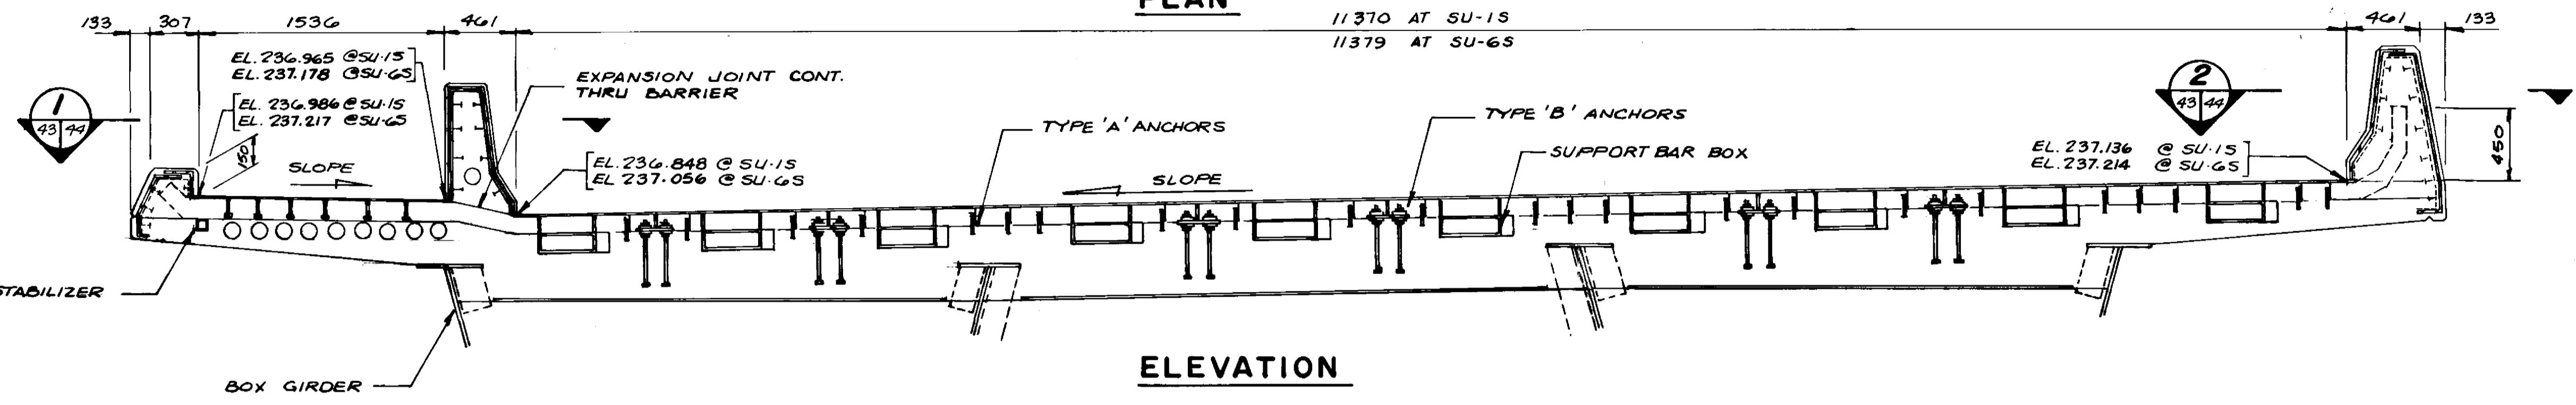 PLAN
133 307 1536 461 11370 AT SU-1S 461 133
11379 AT SU-6S
EL. 236.965 @SU-1S
EL. 237.178 @SU-6S
EL. 236.986 @SU-1S
EL. 237.217 @SU-6S
EXPANSION JOINT CONT.
THRU BARRIER
1
43 44
2
43 44
150
SLOPE
TYPE 'A' ANCHORS
TYPE 'B' ANCHORS
SUPPORT BAR BOX
EL. 236.848 @ SU-1S
EL 237.056 @ SU-6S
SLOPE
EL. 237.136 @ SU-1S
EL. 237.214 @ SU-6S
450
STABILIZER
BOX GIRDER
ELEVATION